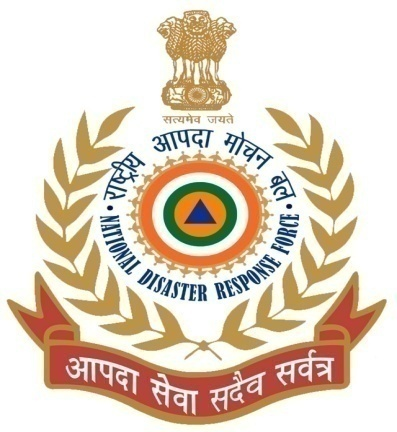 सत्यमेव जयते
राष्ट्रीय आपदा मोचन बल
NATIONAL DISASTER RESPONSE FORCE
आपदा सेवा सदैव सर्वत्र